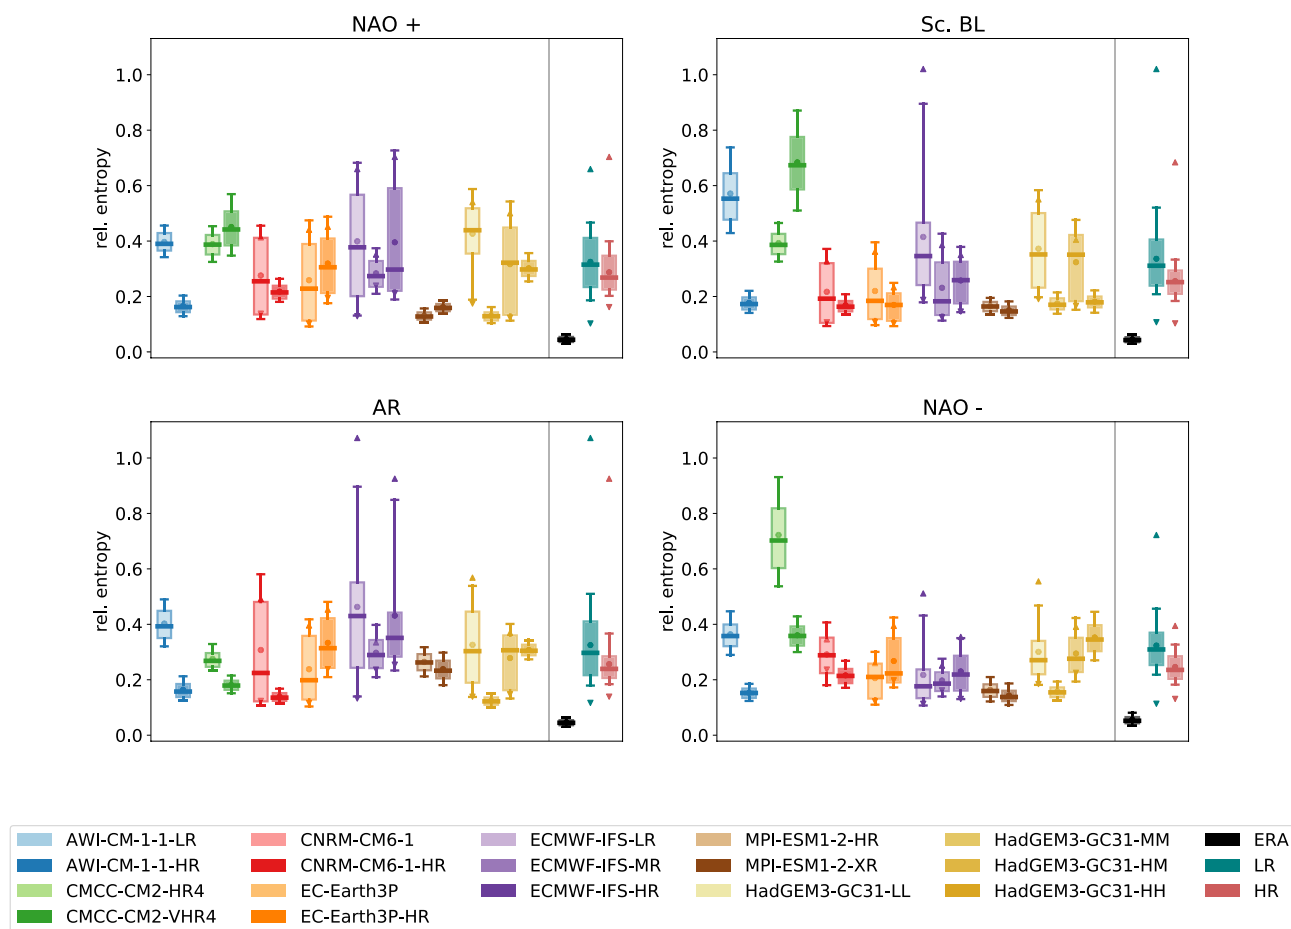 NAO +
Sc. BL
1.0
0.8
0.6
0.4
0.2
0.0
rel. entropy
1.0
0.8
0.6
0.4
0.2
0.0
rel. entropy
AR
NAO -
1.0
0.8
0.6
0.4
0.2
0.0
rel. entropy
1.0
0.8
0.6
0.4
0.2
0.0
rel. entropy
AWI-CM-1-1-LR
AWI-CM-1-1-HR
CMCC-CM2-HR4
CMCC-CM2-VHR4
CNRM-CM6-1
CNRM-CM6-1-HR
EC-Earth3P
EC-Earth3P-HR
ECMWF-IFS-LR
ECMWF-IFS-MR
ECMWF-IFS-HR
MPI-ESM1-2-HR
MPI-ESM1-2-XR
HadGEM3-GC31-LL
HadGEM3-GC31-MM
HadGEM3-GC31-HM
HadGEM3-GC31-HH
ERA
LR
HR